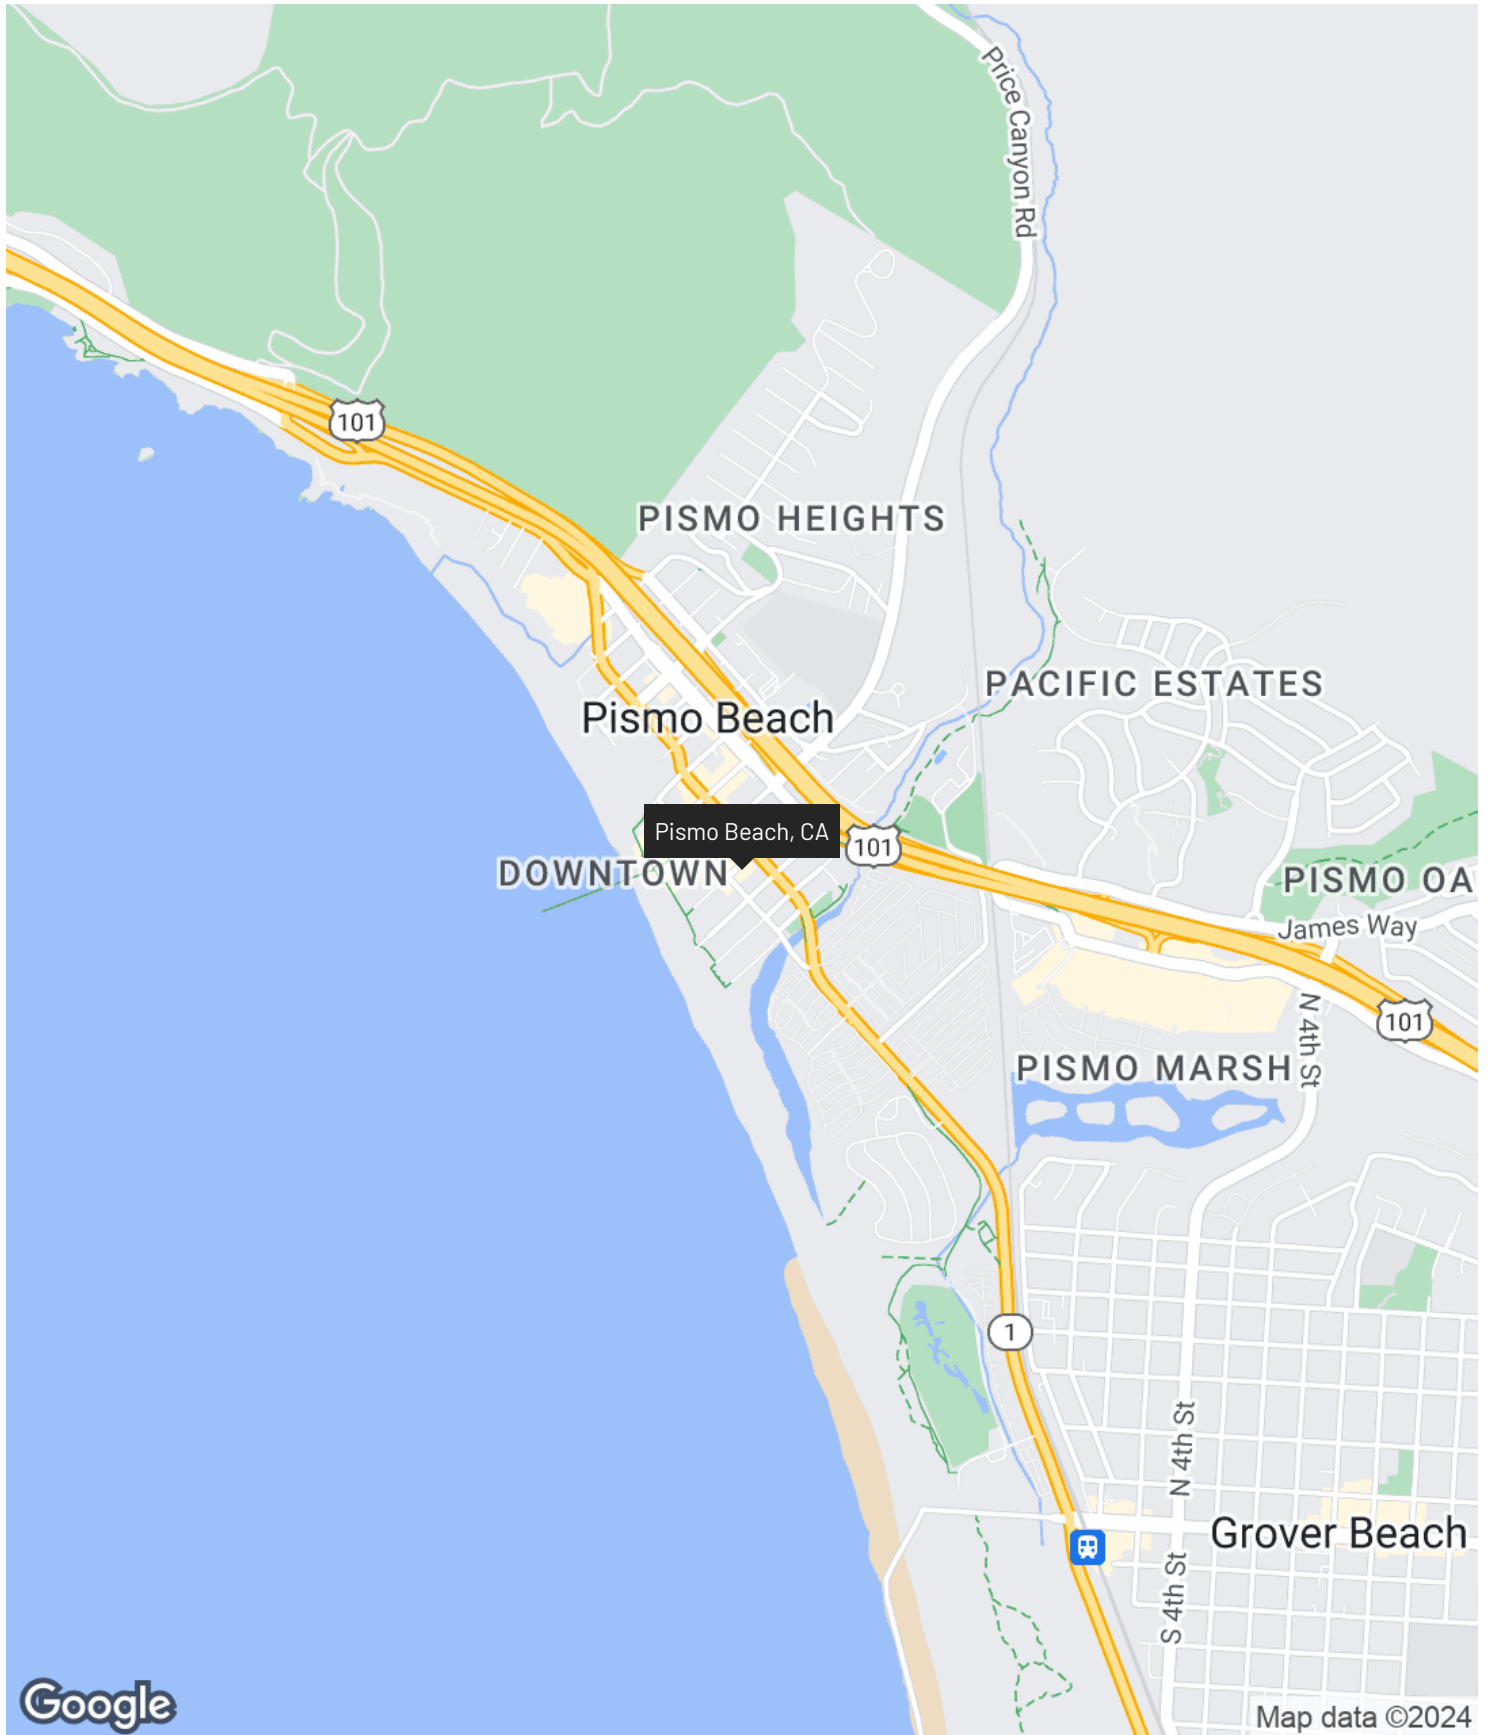 Price Canyon Rd
101
PISMO HEIGHTS
PACIFIC ESTATES
Pismo Beach
Pismo Beach, CA
101
DOWNTOWN
PISMO OA
James Way
N 4th St
101
PISMO MARSH
1
N 4th St
Grover Beach
S 4th St
Google
Map data ©2024